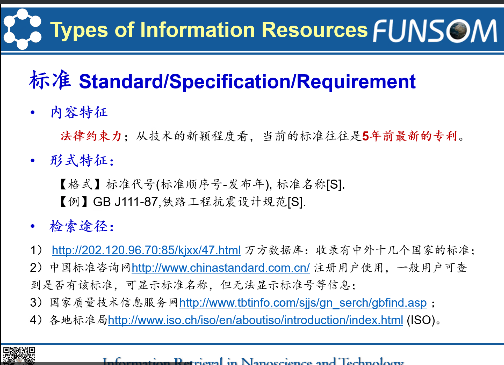 Types of Information Resources FUNSOM
标准 Standard/Specification/Requirement
• 内容特征
法律约束力；从技术的新颖程度看，当前的标准往往是5年前最新的专利。
• 形式特征：
【格式】标准代号(标准顺序号-发布年), 标准名称[S].
【例】GB J111-87,铁路工程抗震设计规范[S].
• 检索途径：
1） http://202.120.96.70:85/kjxx/47.html 万方数据库：收录有中外十几个国家的标准；
2）中国标准咨询网http://www.chinastandard.com.cn/ 注册用户使用，一般用户可查
到是否有该标准，可显示标准名称，但无法显示标准号等信息；
3）国家质量技术信息服务网http://www.tbtinfo.com/sjjs/gn_serch/gbfind.asp ；
4）各地标准局http://www.iso.ch/iso/en/aboutiso/introduction/index.html (ISO)。
Information Retrieval in Nanoscience and Technology